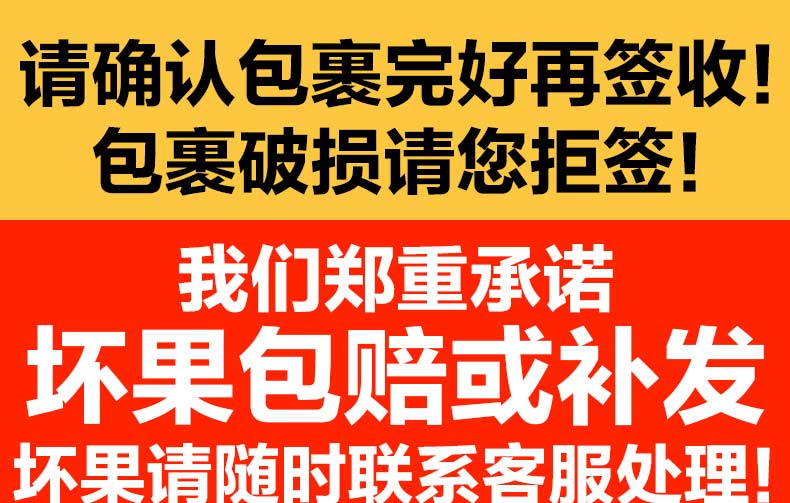 请确认包裹完好再签收!
包裹破损请您拒签!
我们郑重承诺
坏果包赔或补发
坏果请随时联系客服处理!